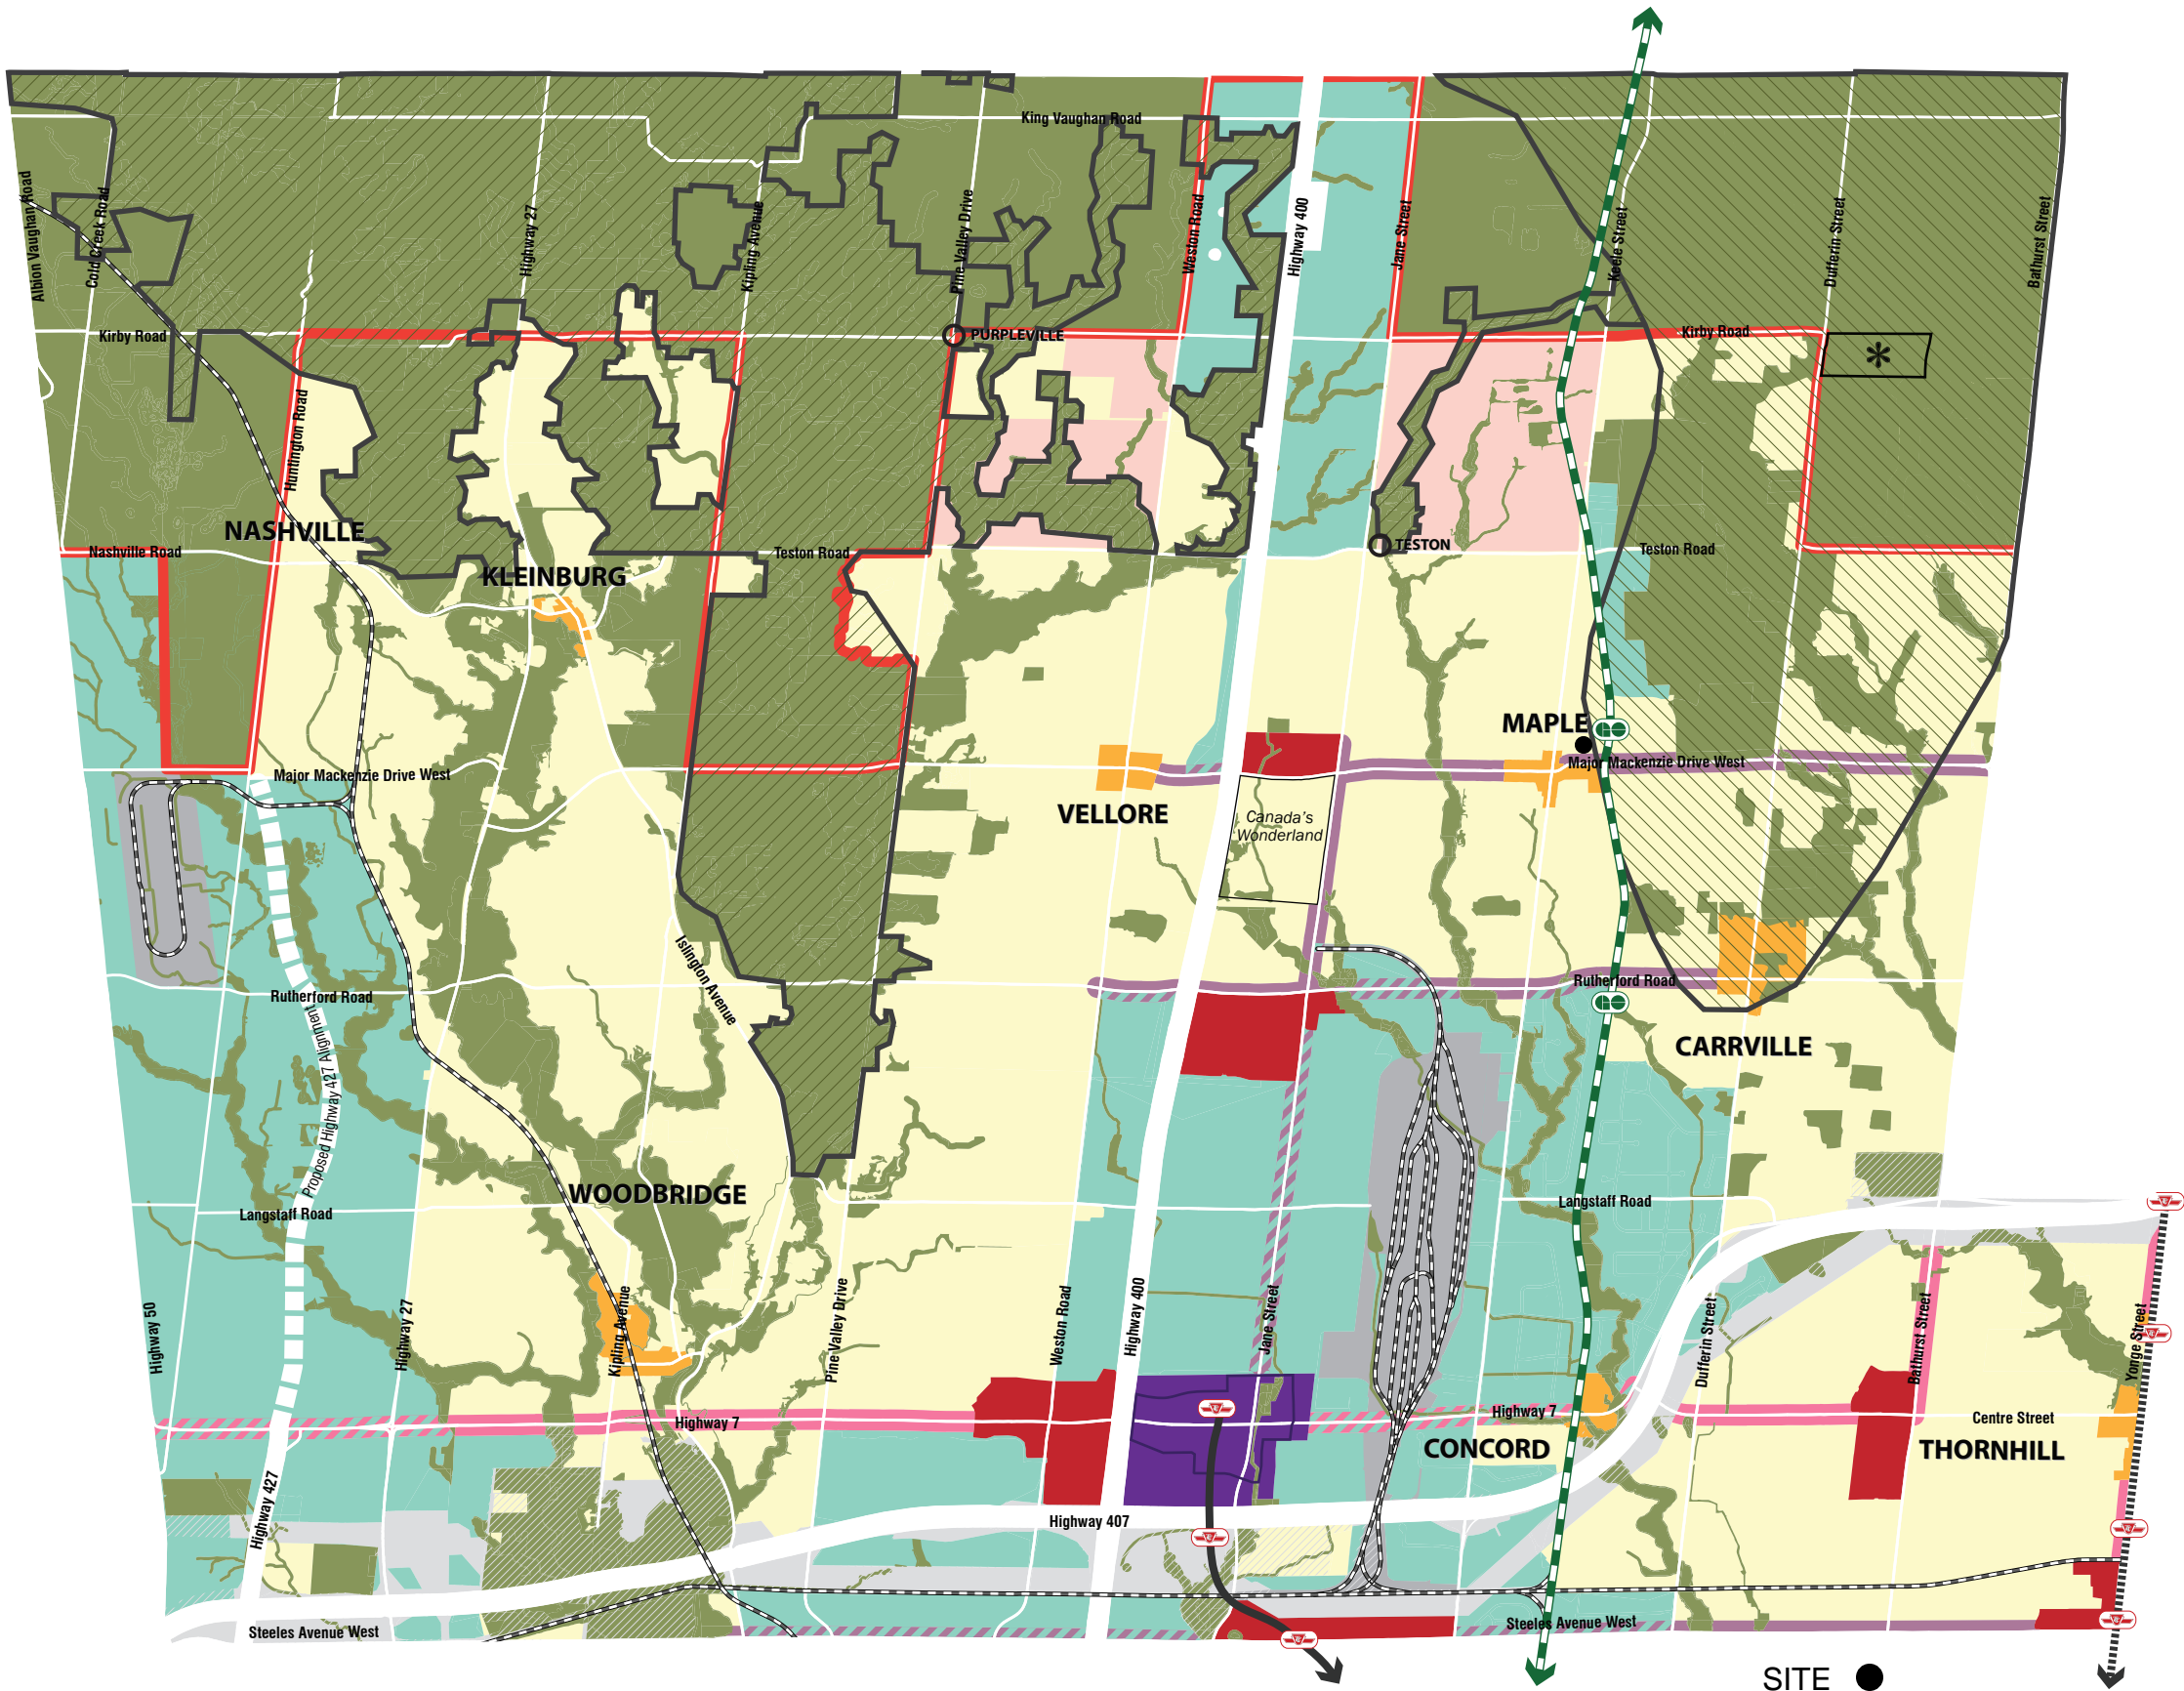 King Vaughan Road
Albion Vaughan Road
Cold Creek Road
Highway 27
Kipling Avenue
Pine Valley Drive
Weston Road
Highway 400
Jane Street
Keele Street
Dufferin Street
Bathurst Street
Kirby Road
PURPLEVILLE
Kirby Road
*
Huntington Road
NASHVILLE
Nashville Road
KLEINBURG
Teston Road
TESTON
Teston Road
MAPLE
Major Mackenzie Drive West
Major Mackenzie Drive West
VELLORE
Canada's
Wonderland
Islington Avenue
Rutherford Road
Rutherford Road
Proposed Highway 427 Alignment
CARRVILLE
WOODBRIDGE
Langstaff Road
Langstaff Road
Highway 50
Highway 27
Kipling Avenue
Pine Valley Drive
Weston Road
Highway 400
Jane Street
Dufferin Street
Bathurst Street
Yonge Street
Highway 7
Highway 7
Centre Street
CONCORD
THORNHILL
Highway 427
Highway 407
Steeles Avenue West
Steeles Avenue West
SITE